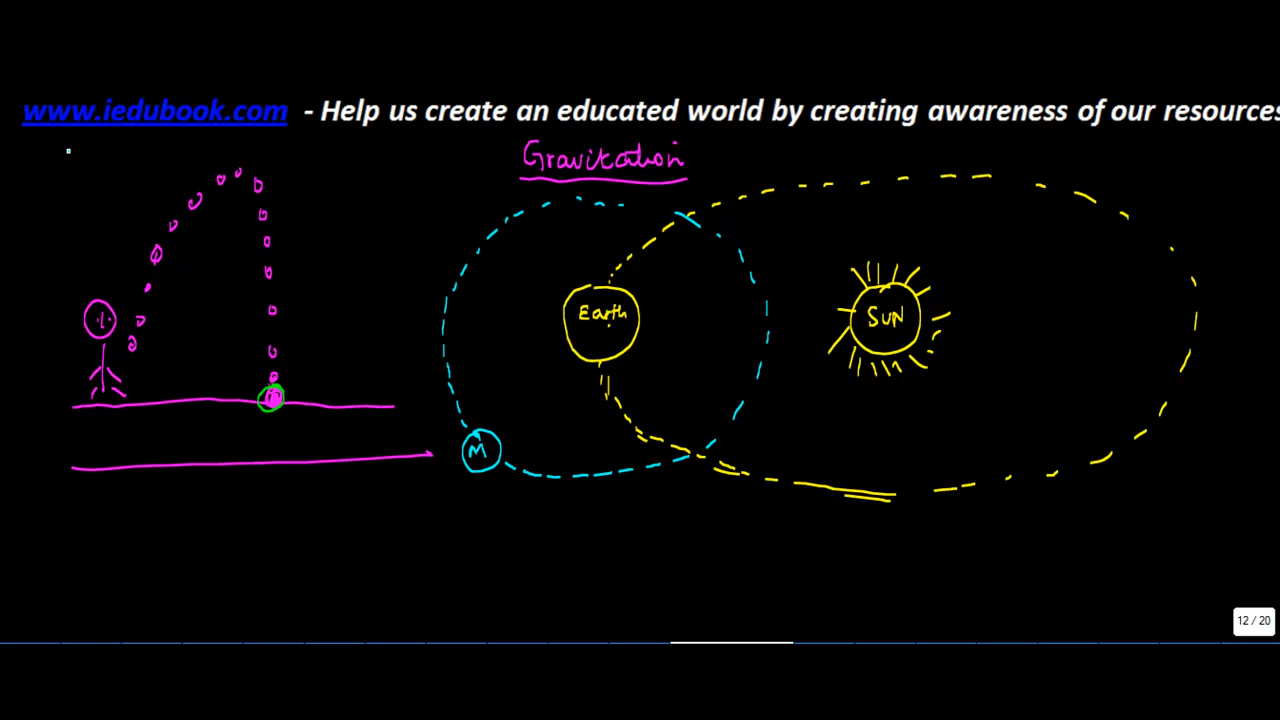 www.iedubook.com - Help us create an educated world by creating awareness of our resources
Gravitation
Earth
SUN
M
12 / 20